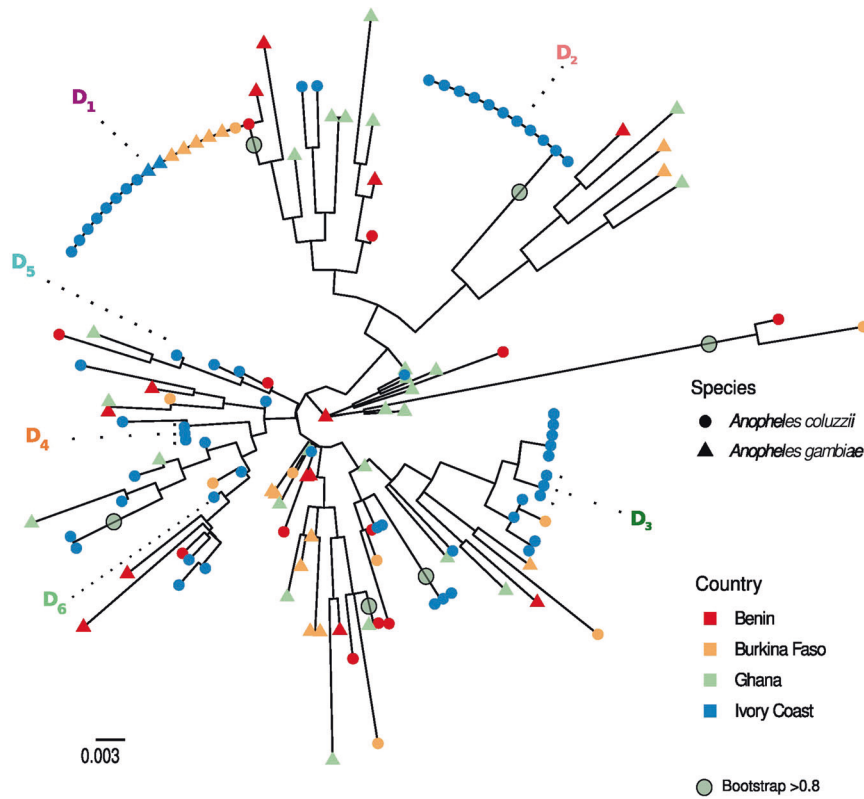 D2
D1
D5
Species
Anopheles coluzzii
Anopheles gambiae
D4
D3
Country
D6
Benin
Burkina Faso
Ghana
Ivory Coast
0.003
Bootstrap >0.8